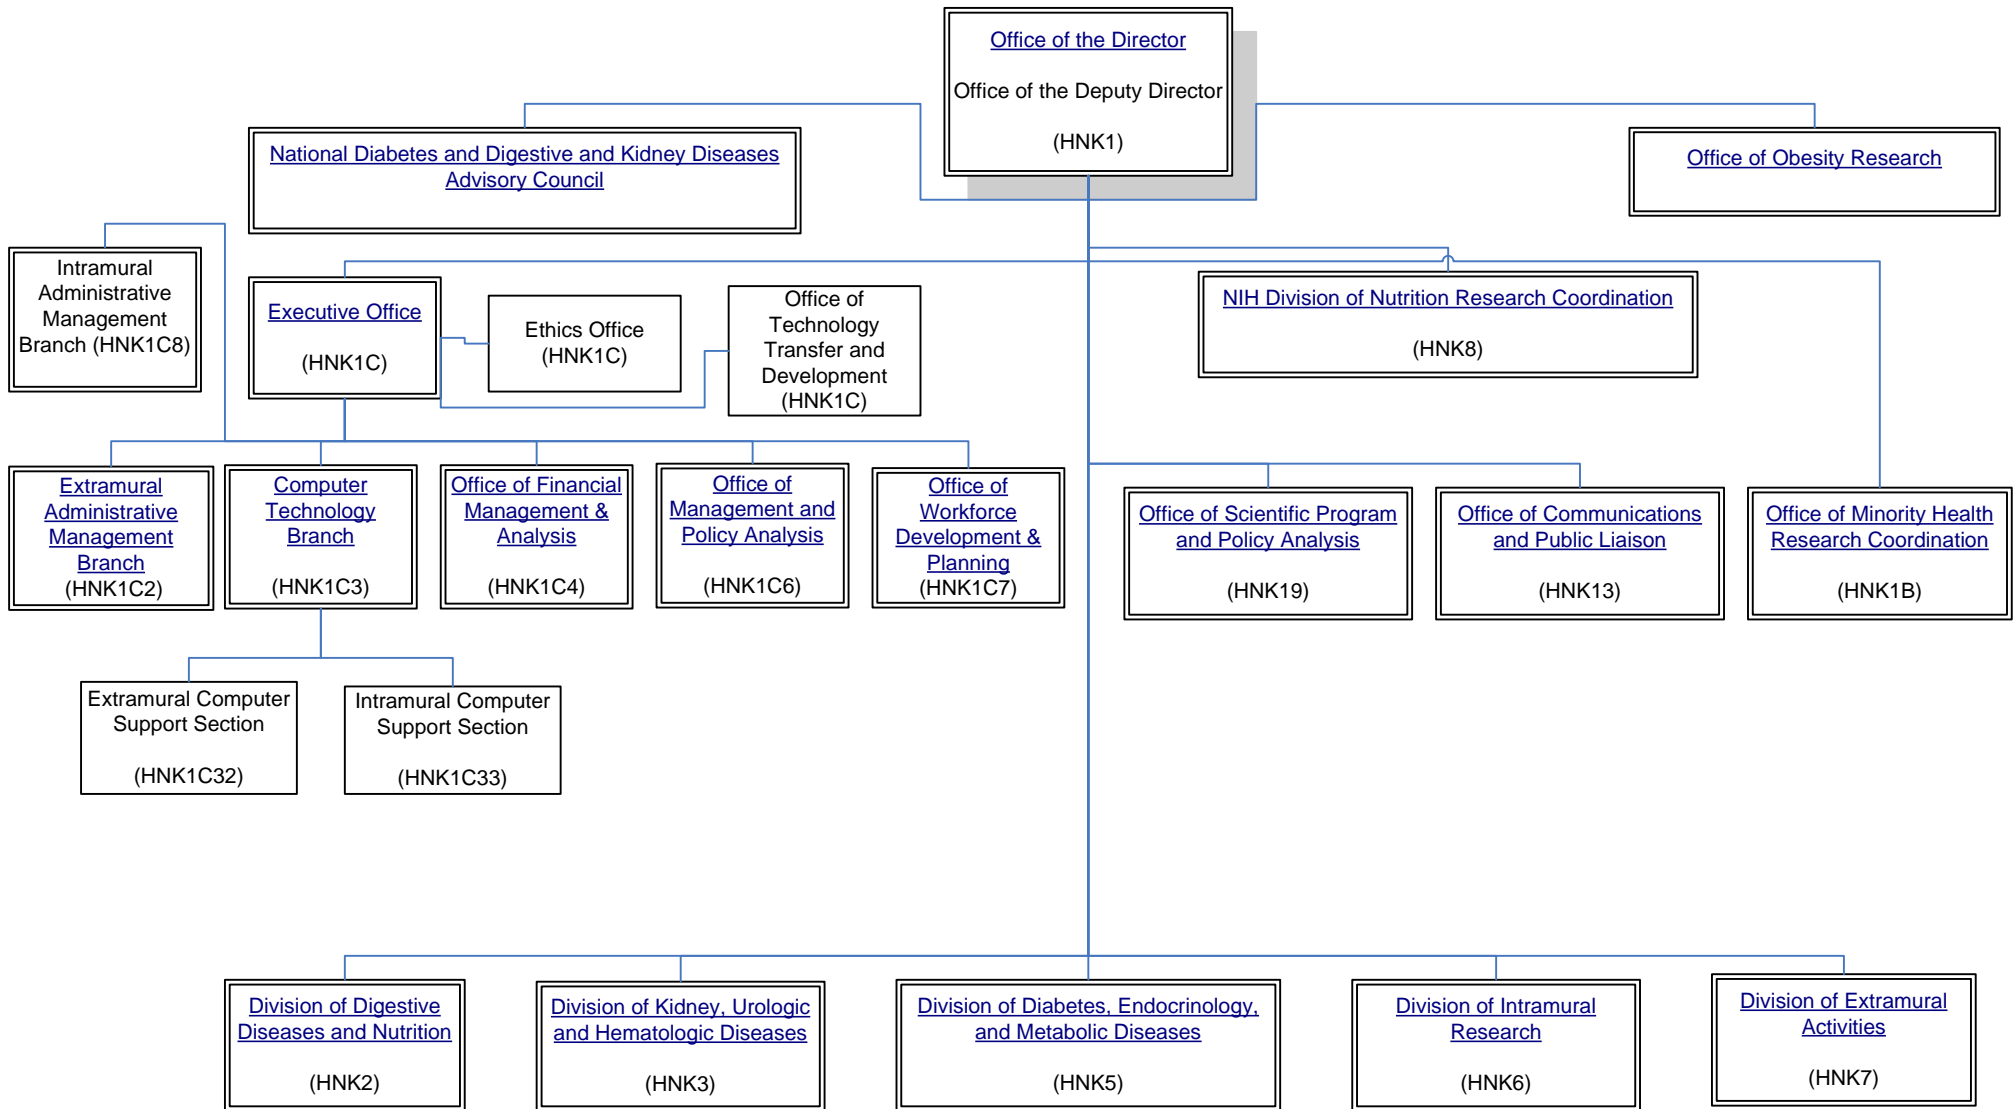 Office of the Director
Office of the Deputy Director
(HNK1)
National Diabetes and Digestive and Kidney Diseases
Advisory Council
Office of Obesity Research
Intramural
Administrative
Management
Branch (HNK1C8)
Executive Office
(HNK1C)
Ethics Office
(HNK1C)
Office of
Technology
Transfer and
Development
(HNK1C)
NIH Division of Nutrition Research Coordination
(HNK8)
Extramural
Administrative
Management
Branch
(HNK1C2)
Computer
Technology
Branch
(HNK1C3)
Office of Financial
Management &
Analysis
(HNK1C4)
Office of
Management and
Policy Analysis
(HNK1C6)
Office of
Workforce
Development &
Planning
(HNK1C7)
Office of Scientific Program
and Policy Analysis
(HNK19)
Office of Communications
and Public Liaison
(HNK13)
Office of Minority Health
Research Coordination
(HNK1B)
Extramural Computer
Support Section
(HNK1C32)
Intramural Computer
Support Section
(HNK1C33)
Division of Digestive
Diseases and Nutrition
(HNK2)
Division of Kidney, Urologic
and Hematologic Diseases
(HNK3)
Division of Diabetes, Endocrinology,
and Metabolic Diseases
(HNK5)
Division of Intramural
Research
(HNK6)
Division of Extramural
Activities
(HNK7)